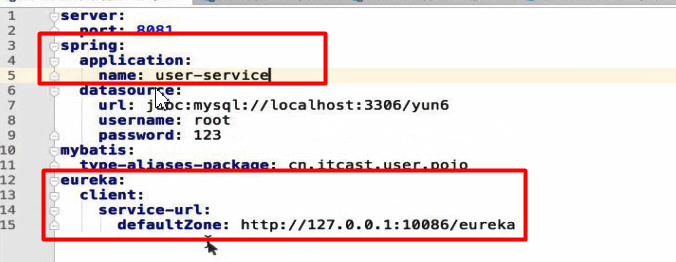 1 server:
2 port: 8081
3 spring:
4 application:
5 name: user-service
6 datasource:
7 url: jdbc:mysql://localhost:3306/yun6
8 username: root
9 password: 123
10 mybatis:
11 type-aliases-package: cn.itcast.user.pojo
12 eureka:
13 client:
14 service-url:
15 defaultZone: http://127.0.0.1:10086/eureka